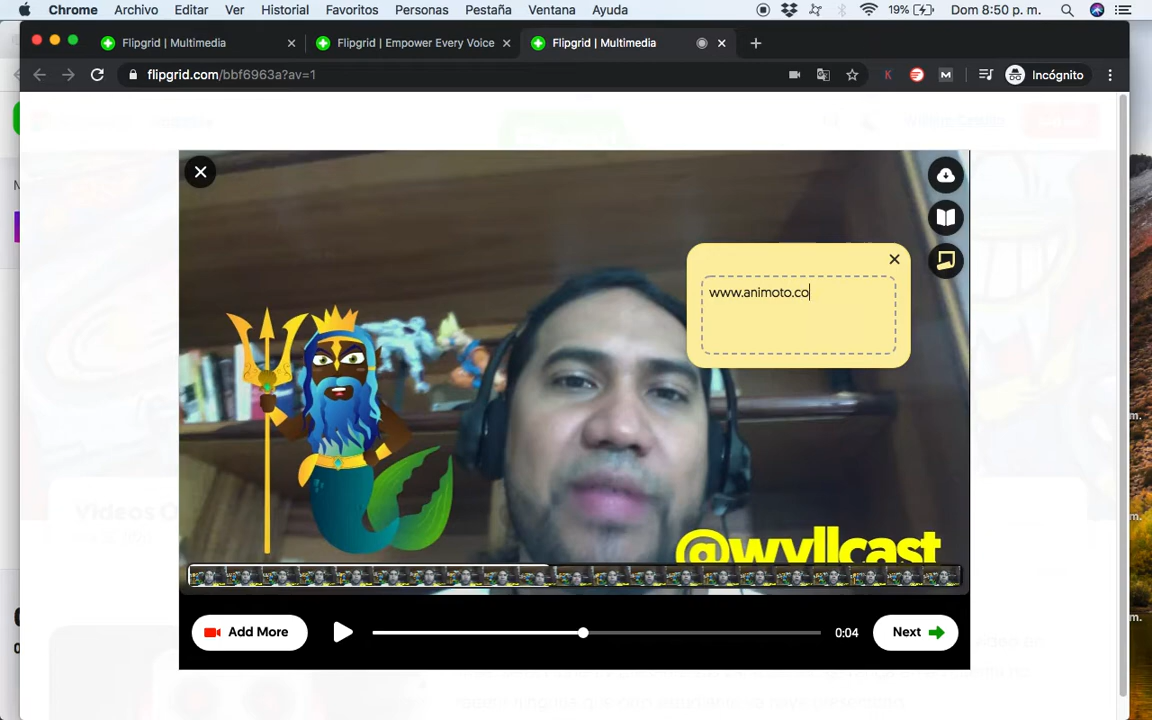 Chrome Archivo Editar Ver Historial Favoritos Personas Pestaña Ventana Ayuda 19% Dom 8:50 p. m.
Flipgrid | Multimedia Flipgrid | Empower Every Voice Flipgrid | Multimedia
flipgrid.com/bbf6963a?av=1 K M Incógnito
www.animoto.co
@wyllcast
Add More 0:04 Next